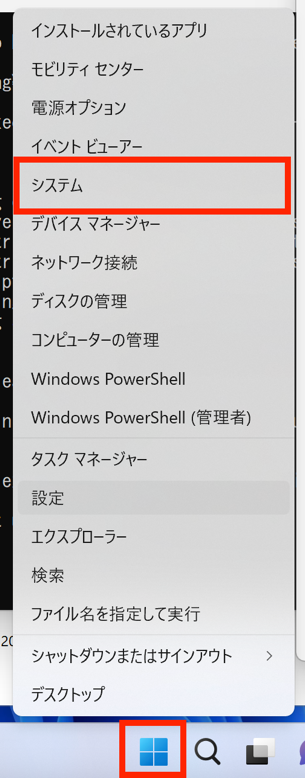 インストールされているアプリ
モビリティ センター
電源オプション
イベント ビューアー
システム
デバイス マネージャー
ネットワーク接続
ディスクの管理
コンピューターの管理
Windows PowerShell
Windows PowerShell (管理者)
タスク マネージャー
設定
エクスプローラー
検索
ファイル名を指定して実行
シャットダウンまたはサインアウト
デスクトップ